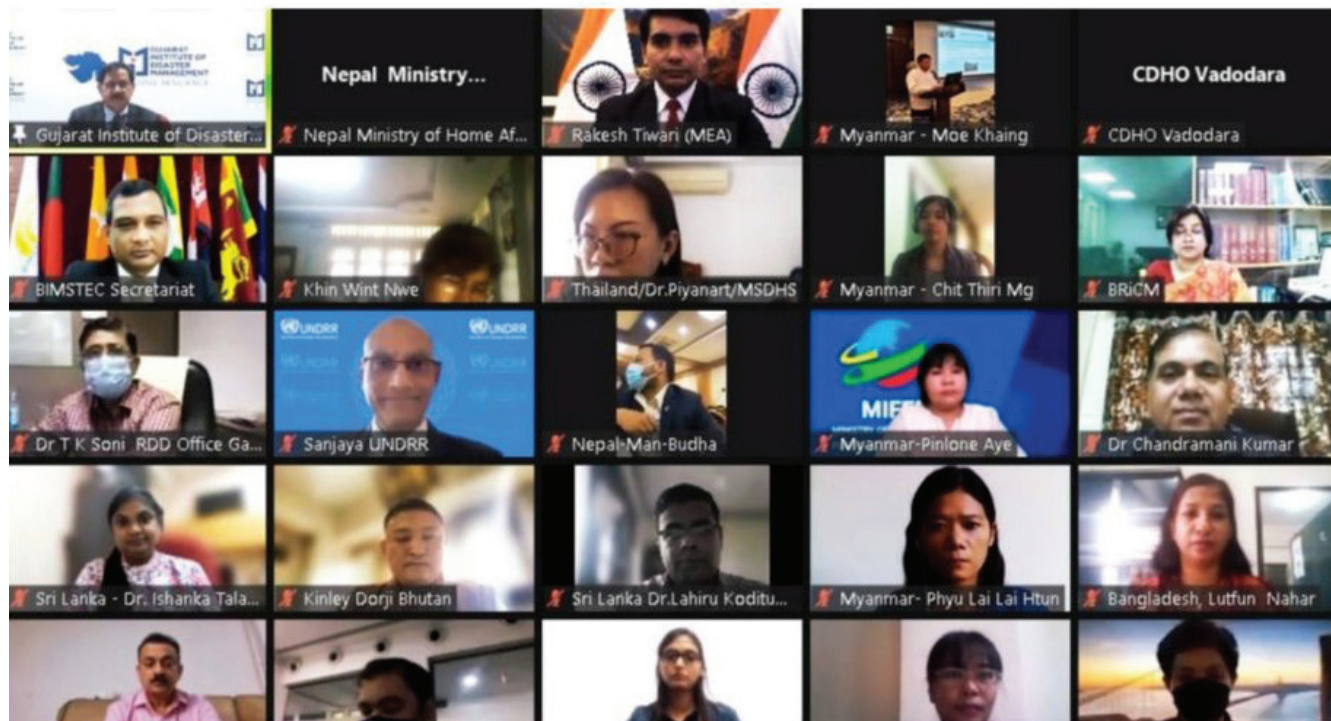 GUJARAT
INSTITUTE OF
DISASTER
MANAGEMENT
Gujarat Institute of Disaster...
Nepal Ministry...
Nepal Ministry of Home Af...
Rakesh Tiwari (MEA)
Myanmar - Moe Khaing
CDHO Vadodara
CDHO Vadodara
BIMSTEC Secretariat
Khin Wint Nwe
Thailand/Dr.Piyanart/MSDHS
Myanmar - Chit Thiri Mg
BRiCM
Dr T K Soni RDD Office Ga...
UNDRR
UNDRR
Sanjaya UNDRR
Nepal-Man-Budha
Myanmar-Pinlone Aye
Dr Chandramani Kumar
Sri Lanka - Dr. Ishanka Tala...
Kinley Dorji Bhutan
Sri Lanka Dr.Lahiru Koditu...
Myanmar- Phyu Lai Lai Htun
Bangladesh, Lutfun Nahar